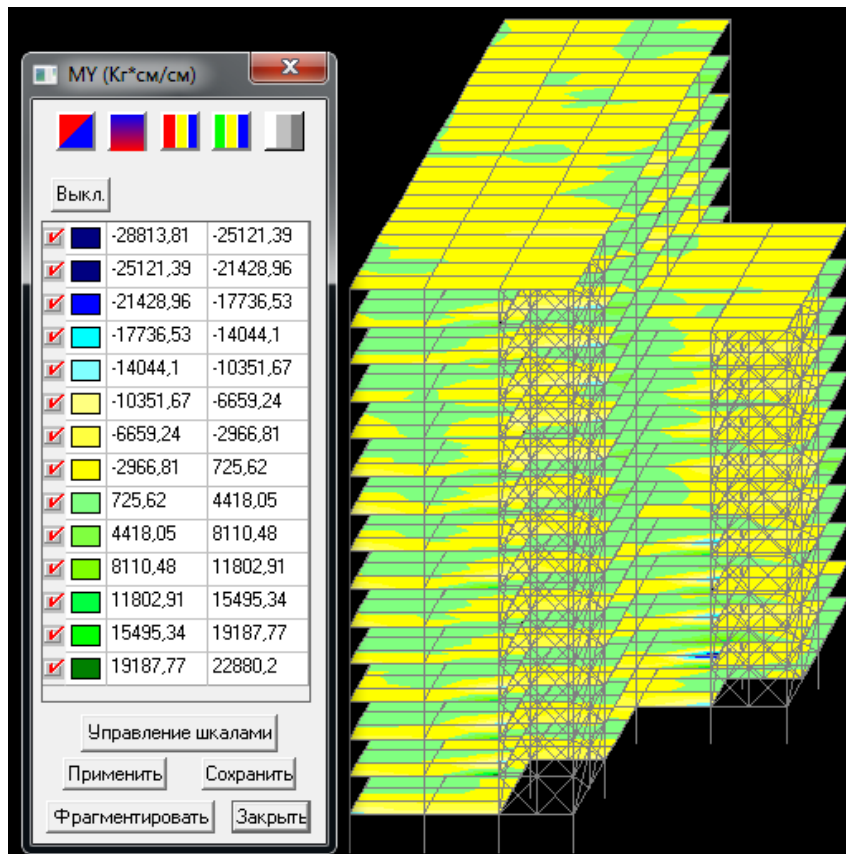 MY (Кг*см/см)
Выкл.
-28813,81 -25121,39
-25121,39 -21428,96
-21428,96 -17736,53
-17736,53 -14044,1
-14044,1 -10351,67
-10351,67 -6659,24
-6659,24 -2966,81
-2966,81 725,62
725,62 4418,05
4418,05 8110,48
8110,48 11802,91
11802,91 15495,34
15495,34 19187,77
19187,77 22880,2
Управление шкалами
Применить Сохранить
Фрагментировать Закрыть